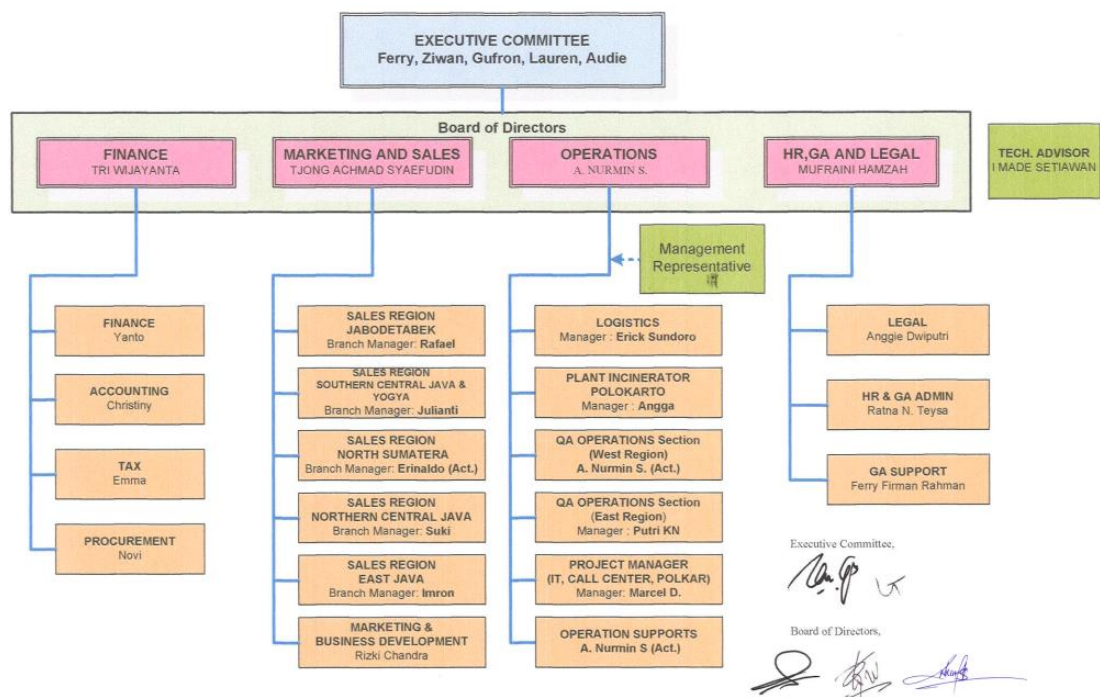 EXECUTIVE COMMITTEE
Ferry, Ziwan, Gufron, Lauren, Audie
Board of Directors
FINANCE
TRI WIJAYANTA
MARKETING AND SALES
TJONG ACHMAD SYAEFUDIN
OPERATIONS
A. NURMIN S.
HR,GA AND LEGAL
MUFRAINI HAMZAH
TECH. ADVISOR
I MADE SETIAWAN
Management
Representative
FINANCE
Yanto
ACCOUNTING
Christiny
TAX
Emma
PROCUREMENT
Novi
SALES REGION
JABODETABEK
Branch Manager: Rafael
SALES REGION
SOUTHERN CENTRAL JAVA &
YOGYA
Branch Manager: Julianti
SALES REGION
NORTH SUMATERA
Branch Manager: Erinaldo (Act.)
SALES REGION
NORTHERN CENTRAL JAVA
Branch Manager: Suki
SALES REGION
EAST JAVA
Branch Manager: Imron
MARKETING &
BUSINESS DEVELOPMENT
Rizki Chandra
LOGISTICS
Manager : Erick Sundoro
PLANT INCINERATOR
POLOKARTO
Manager : Angga
QA OPERATIONS Section
(West Region)
A. Nurmin S. (Act.)
QA OPERATIONS Section
(East Region)
Manager : Putri KN
PROJECT MANAGER
(IT, CALL CENTER, POLKAR)
Manager: Marcel D.
OPERATION SUPPORTS
A. Nurmin S (Act.)
LEGAL
Anggie Dwiputri
HR & GA ADMIN
Ratna N. Teysa
GA SUPPORT
Ferry Firman Rahman
Executive Committee,
Board of Directors,